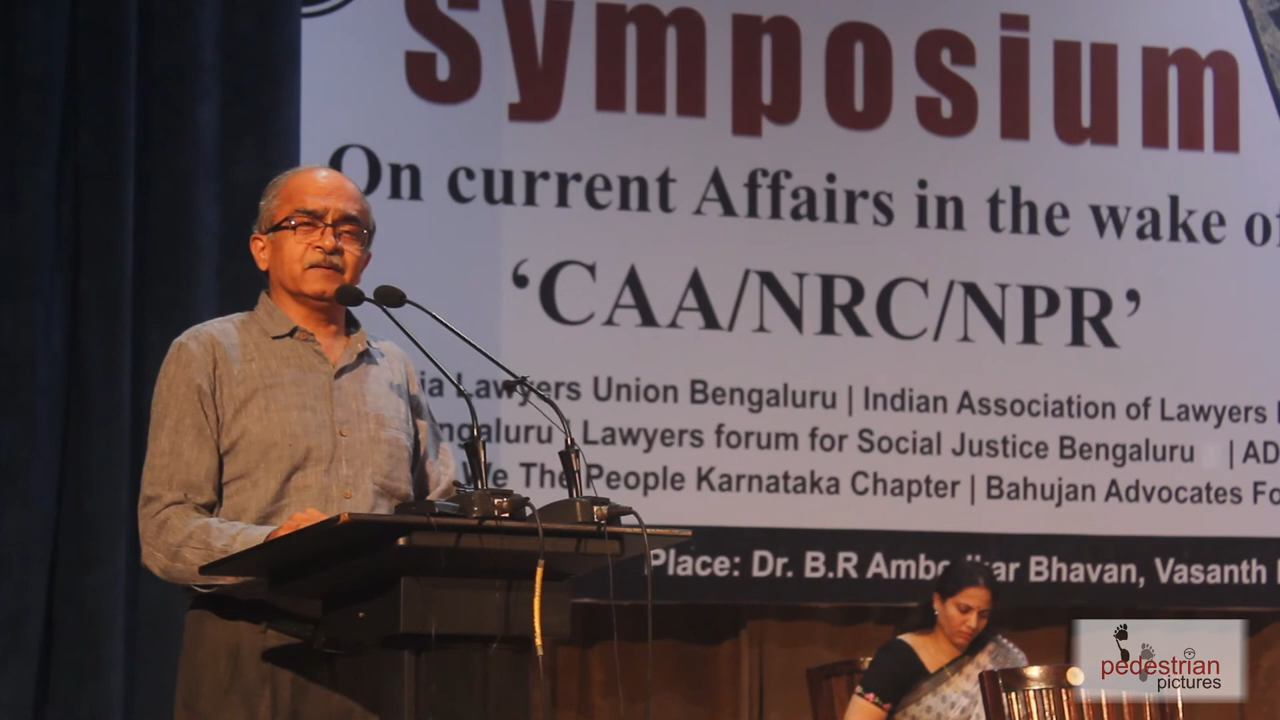 Symposium
On current Affairs in the wake of
‘CAA/NRC/NPR’
Lawyers Union Bengaluru | Indian Association of Lawyers
Lawyers forum for Social Justice Bengaluru | AD
We The People Karnataka Chapter | Bahujan Advocates
Place: Dr. B.R Bhavan, Vasanth
pedestrian
pictures